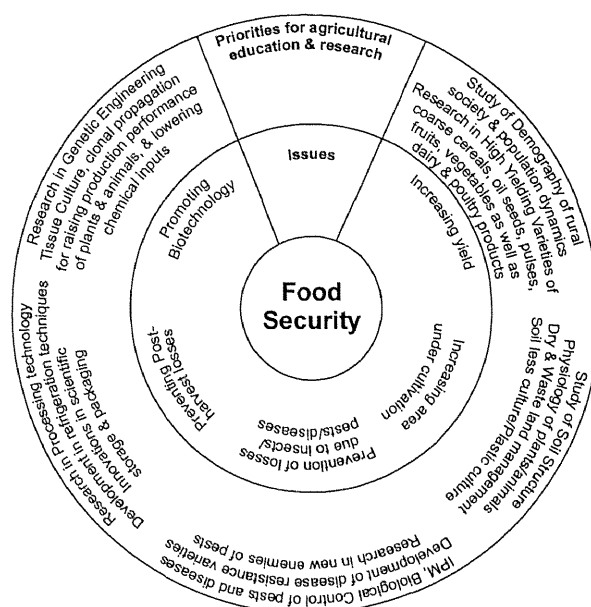 Priorities for agricultural
education & research
Issues
Food
Security
Increasing yield
Study of Demography of rural
society & population dynamics
Research in High Yielding Varieties of
coarse cereals, oil seeds, pulses,
fruits, vegetables as well as
dairy & poultry products
Increasing area
under cultivation
Study of Soil Structure
Physiology of plants/animals
Dry & Waste land management
Soil less culture/Plastic culture
Prevention of losses
due to Insects/
pests/diseases
IPM, Biological Control of pests and diseases
Development of disease resistance varieties
Research in new enemies of pests
Preventing Post-
harvest losses
Research in Processing technology
Development in refrigeration techniques
Innovations in scientific
storage & packaging
Promoting
Biotechnology
Research in Genetic Engineering
Tissue Culture, clonal propagation
for raising production performance
of plants & animals, & lowering
chemical Inputs